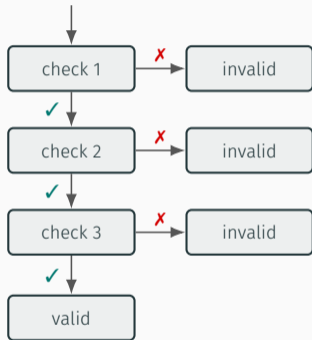 check 1 ✗ invalid
✓
check 2 ✗ invalid
✓
check 3 ✗ invalid
✓
valid